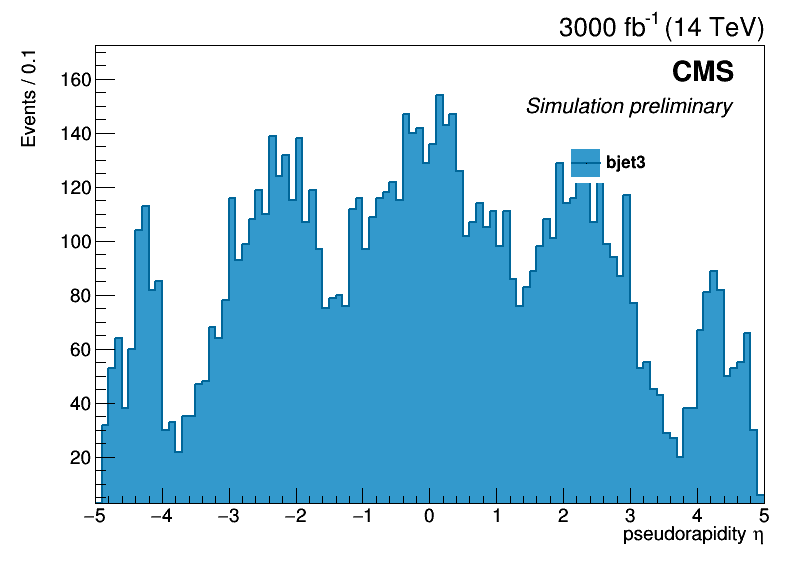 3000 fb-1 (14 TeV)
Events / 0.1
CMS
Simulation preliminary
bjet3
160
140
120
100
80
60
40
20
−5 −4 −3 −2 −1 0 1 2 3 4 5
pseudorapidity η